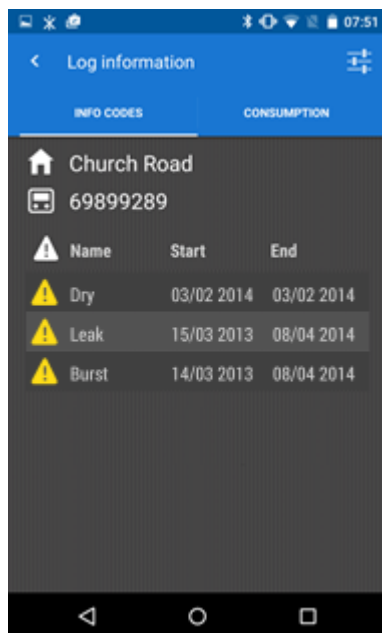 07:51
Log information
INFO CODES CONSUMPTION
Church Road
69899289
Name Start End
Dry 03/02 2014 03/02 2014
Leak 15/03 2013 08/04 2014
Burst 14/03 2013 08/04 2014